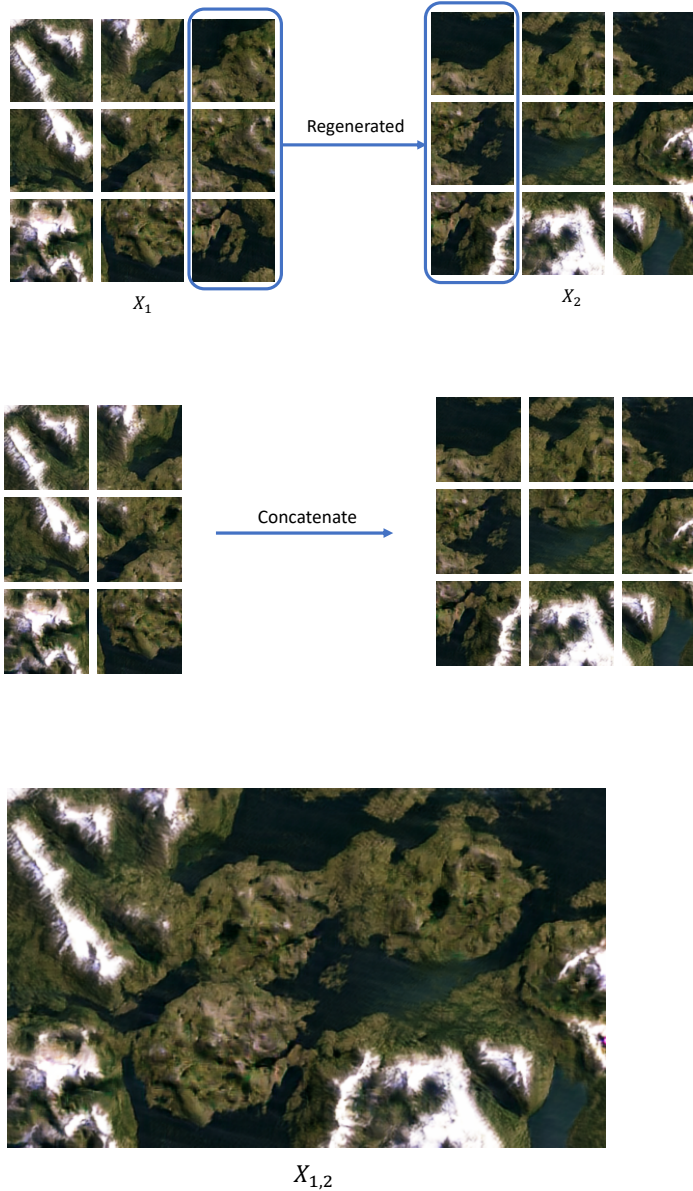 Regenerated
X₁
X₂
Concatenate
X₁,₂